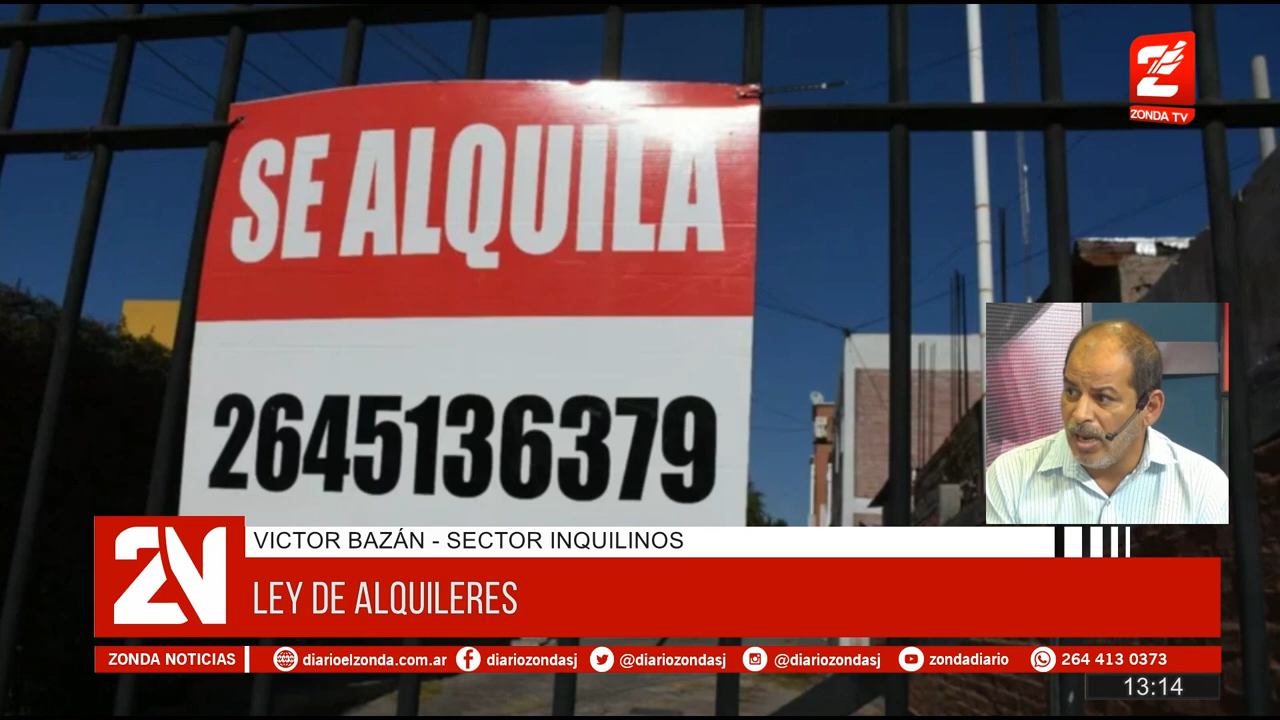 ZONDA TV
SE ALQUILA
2645136379
ZN
VICTOR BAZÁN - SECTOR INQUILINOS
LEY DE ALQUILERES
ZONDA NOTICIAS
diarioelzonda.com.ar
diariozondasj
@diariozondasj
@diariozondasj
zondadiario
264 413 0373
13:14